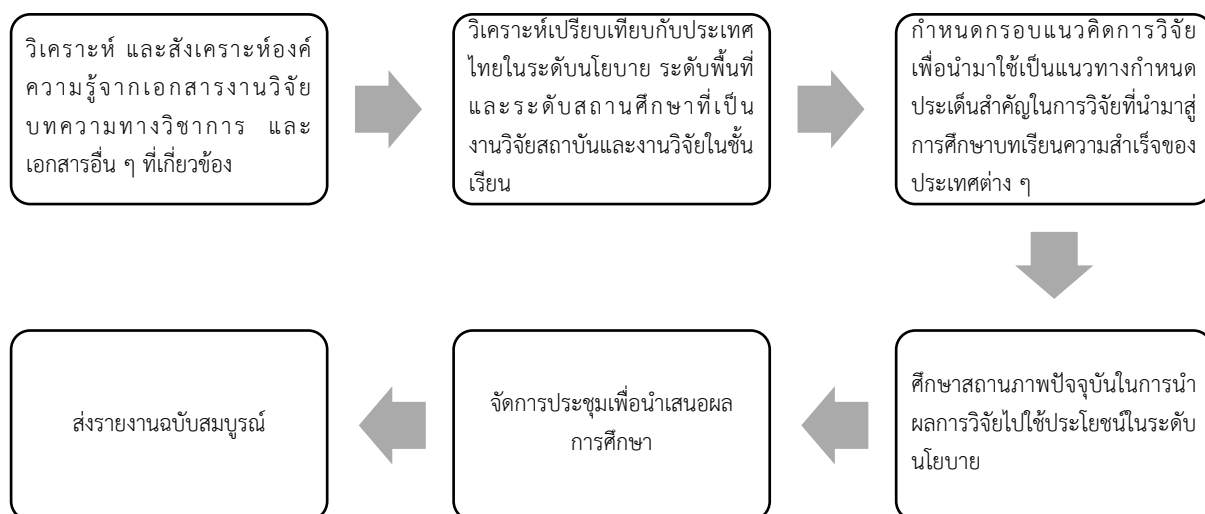 วิเคราะห์ และสังเคราะห์องค์
ความรู้จากเอกสารงานวิจัย
บทความทางวิชาการ และ
เอกสารอื่น ๆ ที่เกี่ยวข้อง
วิเคราะห์เปรียบเทียบกับประเทศ
ไทยในระดับนโยบาย ระดับพื้นที่
และระดับสถานศึกษาที่เป็น
งานวิจัยสถาบันและงานวิจัยในชั้น
เรียน
กำหนดกรอบแนวคิดการวิจัย
เพื่อนำมาใช้เป็นแนวทางกำหนด
ประเด็นสำคัญในการวิจัยที่นำมาสู่
การศึกษาบทเรียนความสำเร็จของ
ประเทศต่าง ๆ
ศึกษาสถานภาพปัจจุบันในการนำ
ผลการวิจัยไปใช้ประโยชน์ในระดับ
นโยบาย
จัดการประชุมเพื่อนำเสนอผล
การศึกษา
ส่งรายงานฉบับสมบูรณ์